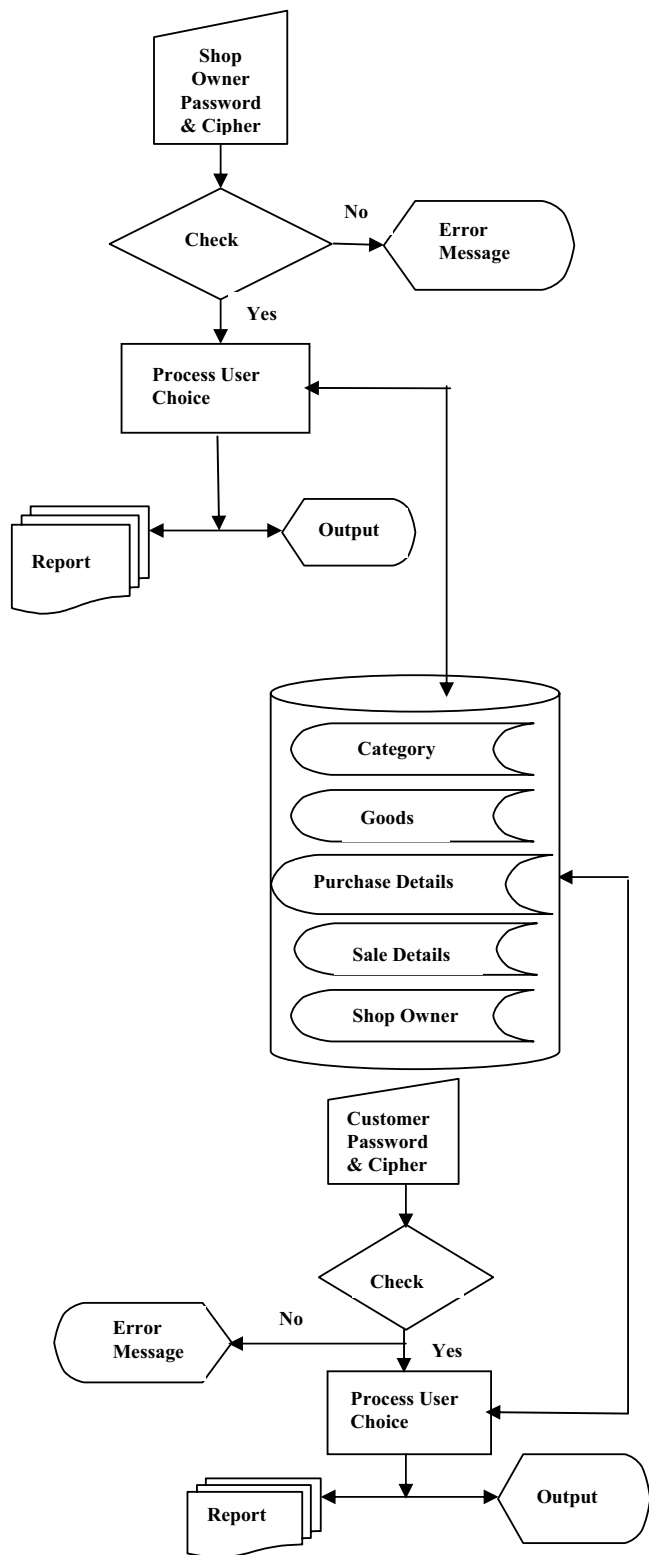 Shop
Owner
Password
& Cipher
No
Check
Error
Message
Yes
Process User
Choice
Report
Output
Category
Goods
Purchase Details
Sale Details
Shop Owner
Customer
Password
& Cipher
Check
Error
Message
No
Yes
Process User
Choice
Report
Output